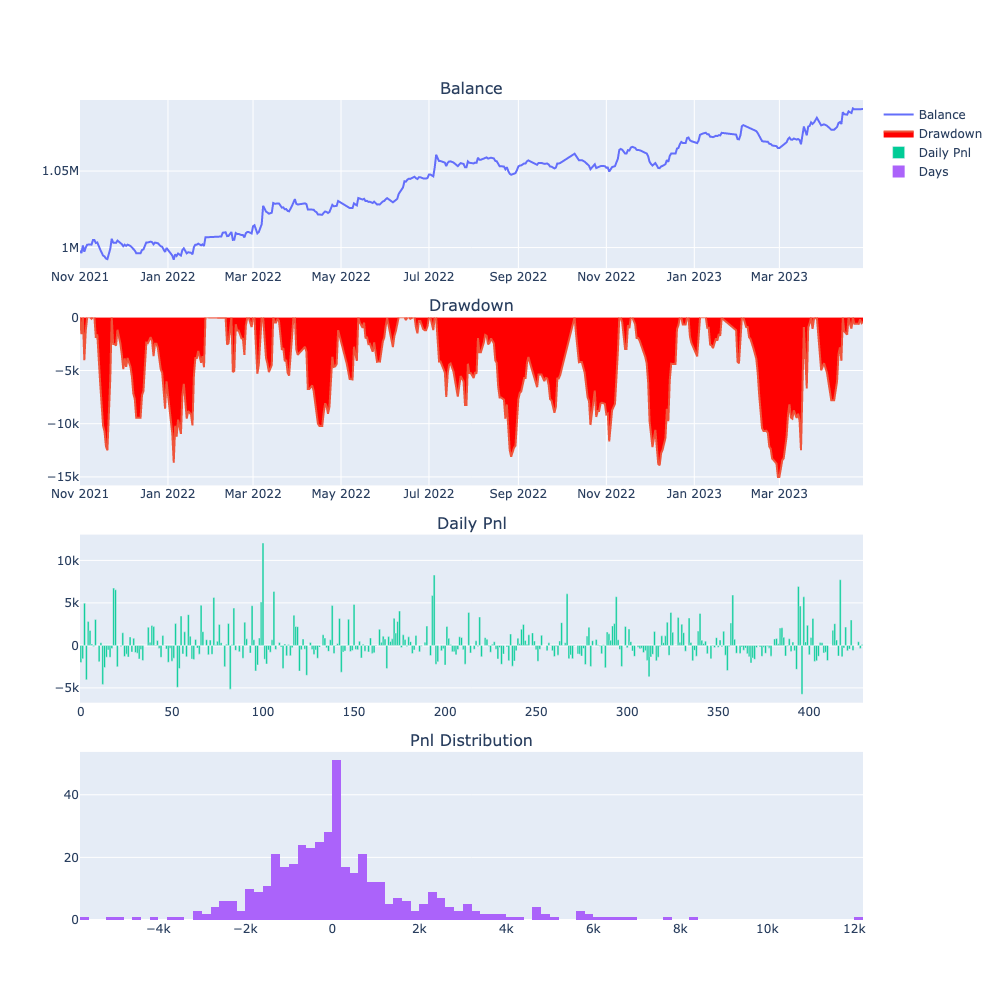 Balance
1.05M
1M
Nov 2021 Jan 2022 Mar 2022 May 2022 Jul 2022 Sep 2022 Nov 2022 Jan 2023 Mar 2023
Balance
Drawdown
Daily Pnl
Days
Drawdown
0
−5k
−10k
−15k
Nov 2021 Jan 2022 Mar 2022 May 2022 Jul 2022 Sep 2022 Nov 2022 Jan 2023 Mar 2023
Daily Pnl
10k
5k
0
−5k
0 50 100 150 200 250 300 350 400
Pnl Distribution
40
20
0
−4k −2k 0 2k 4k 6k 8k 10k 12k